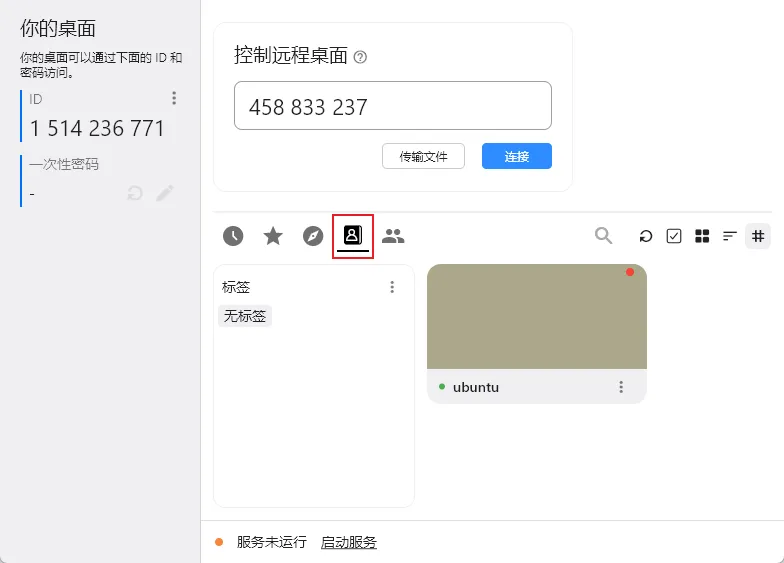 你的桌面
你的桌面可以通过下面的 ID 和
密码访问。
ID
1 514 236 771
一次性密码
-
控制远程桌面
458 833 237
传输文件
连接
标签
无标签
ubuntu
服务未运行 启动服务